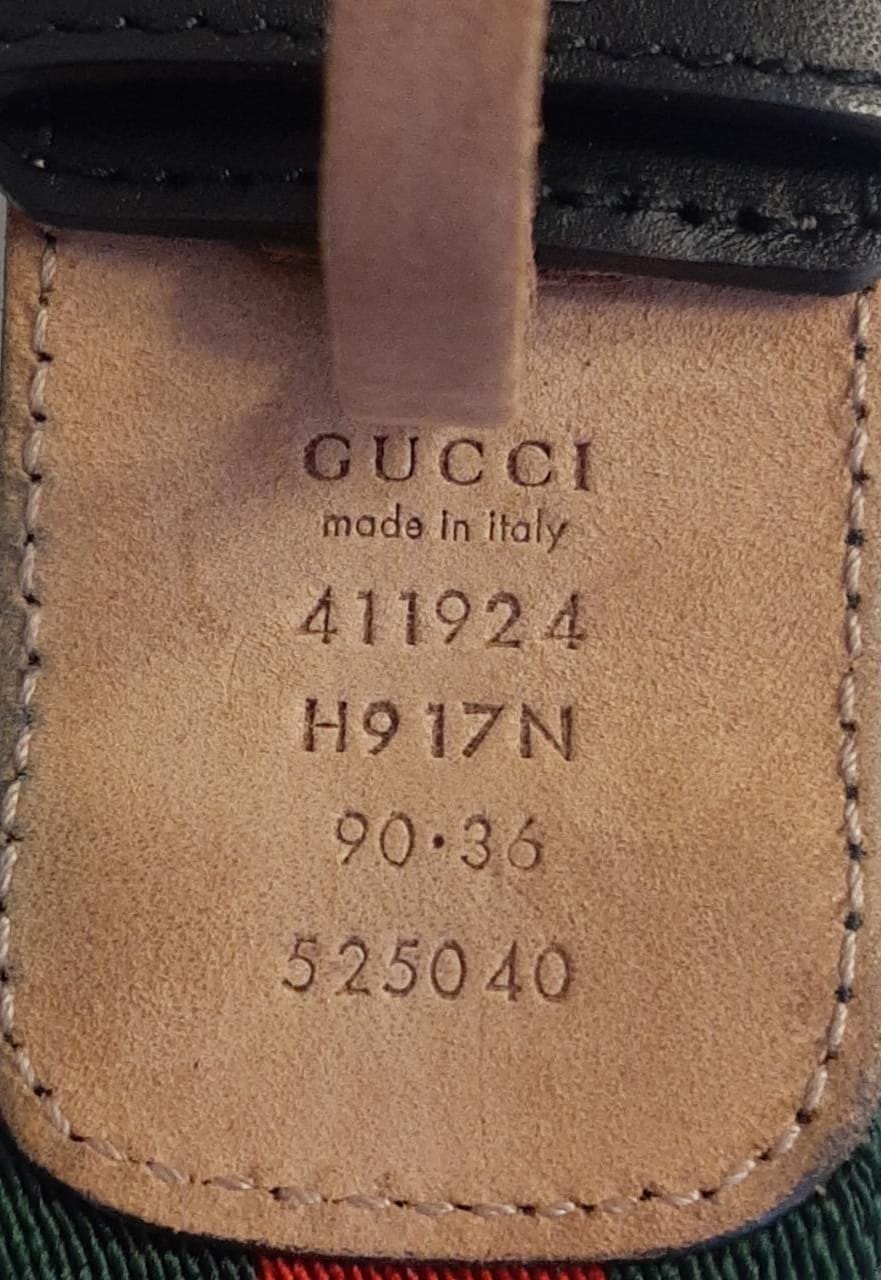 GUCCI
made in italy
411924
H917N
90·36
525040